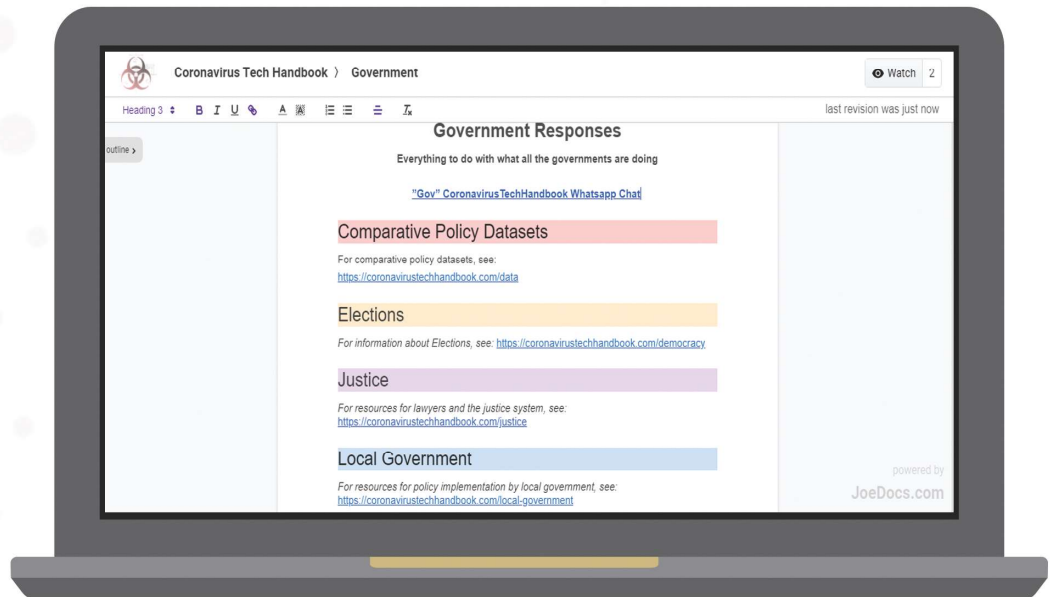 Coronavirus Tech Handbook 〉 Government
Watch 2
Heading 3 B I U A A Tx
last revision was just now
outline ›
Government Responses
Everything to do with what all the governments are doing
"Gov" CoronavirusTechHandbook Whatsapp Chat
Comparative Policy Datasets
For comparative policy datasets, see:
https://coronavirustechhandbook.com/data
Elections
For information about Elections, see: https://coronavirustechhandbook.com/democracy
Justice
For resources for lawyers and the justice system, see:
https://coronavirustechhandbook.com/justice
Local Government
For resources for policy implementation by local government, see:
https://coronavirustechhandbook.com/local-government
powered by
JoeDocs.com